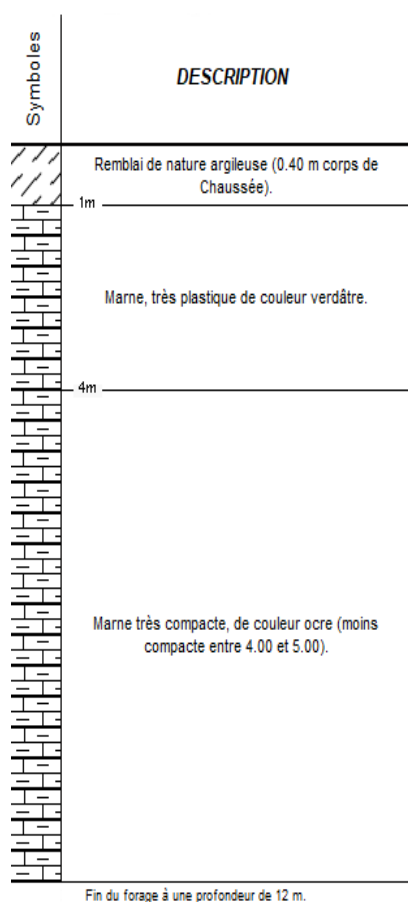 Symboles
DESCRIPTION
Remblai de nature argileuse (0.40 m corps de
Chaussée).
1m
Marne, très plastique de couleur verdâtre.
4m
Marne très compacte, de couleur ocre (moins
compacte entre 4.00 et 5.00).
Fin du forage à une profondeur de 12 m.